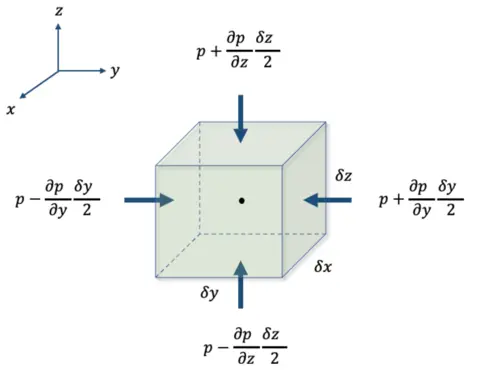 z
y
x
p + ∂p/∂z δz/2
δz
p − ∂p/∂y δy/2
p + ∂p/∂y δy/2
δx
δy
p − ∂p/∂z δz/2